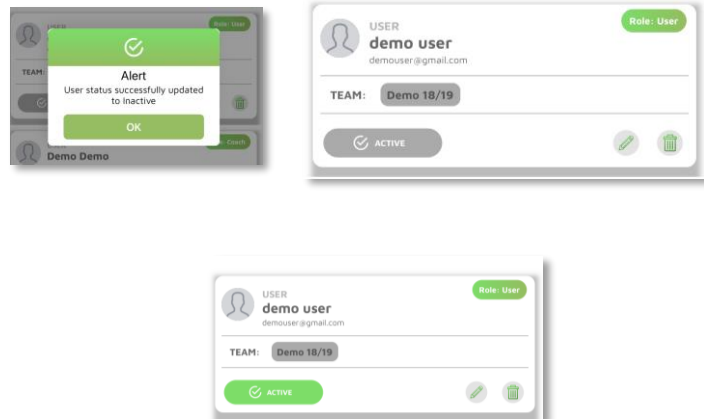 USER
Role: User
TEAM:
Alert
User status successfully updated
to Inactive
OK
Demo Demo
USER
demo user
demouser@gmail.com
Role: User
TEAM: Demo 18/19
ACTIVE
USER
demo user
demouser@gmail.com
Role: User
TEAM: Demo 18/19
ACTIVE